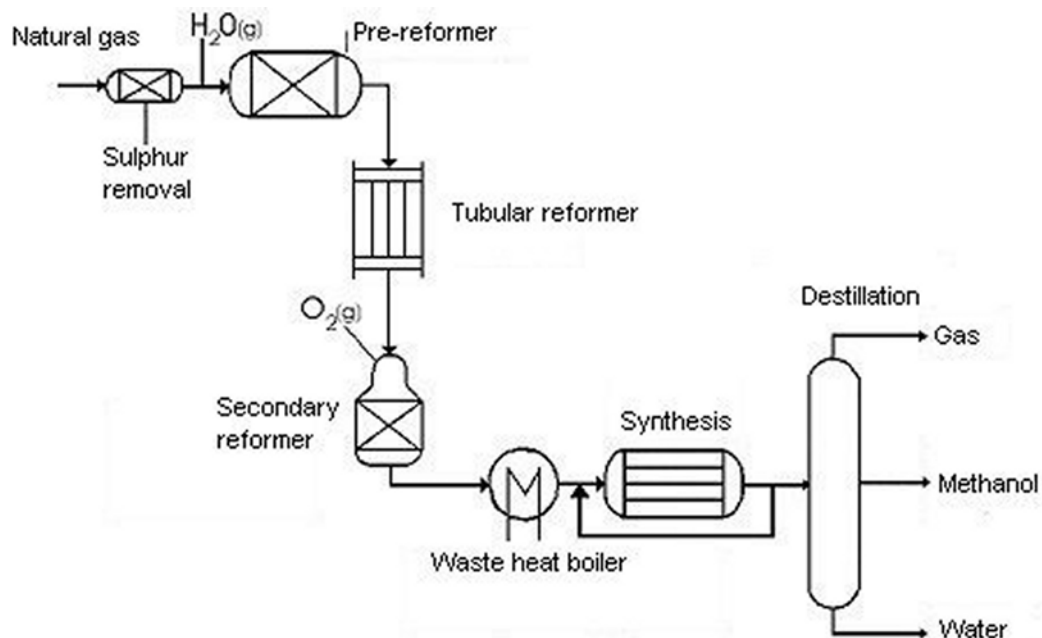 Natural gas
H₂O(g)
Pre-reformer
Sulphur
removal
Tubular reformer
O₂(g)
Secondary
reformer
Waste heat boiler
Synthesis
Destillation
Gas
Methanol
Water